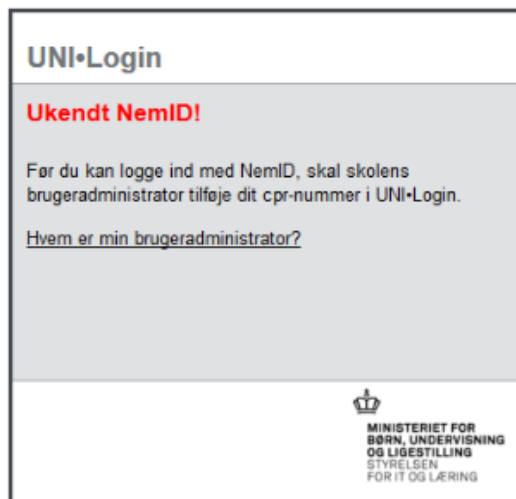 UNI•Login
Ukendt NemID!
Før du kan logge ind med NemID, skal skolens
brugeradministrator tilføje dit cpr-nummer i UNI•Login.
Hvem er min brugeradministrator?
MINISTERIET FOR
BØRN, UNDERVISNING
OG LIGESTILLING
STYRELSEN
FOR IT OG LÆRING